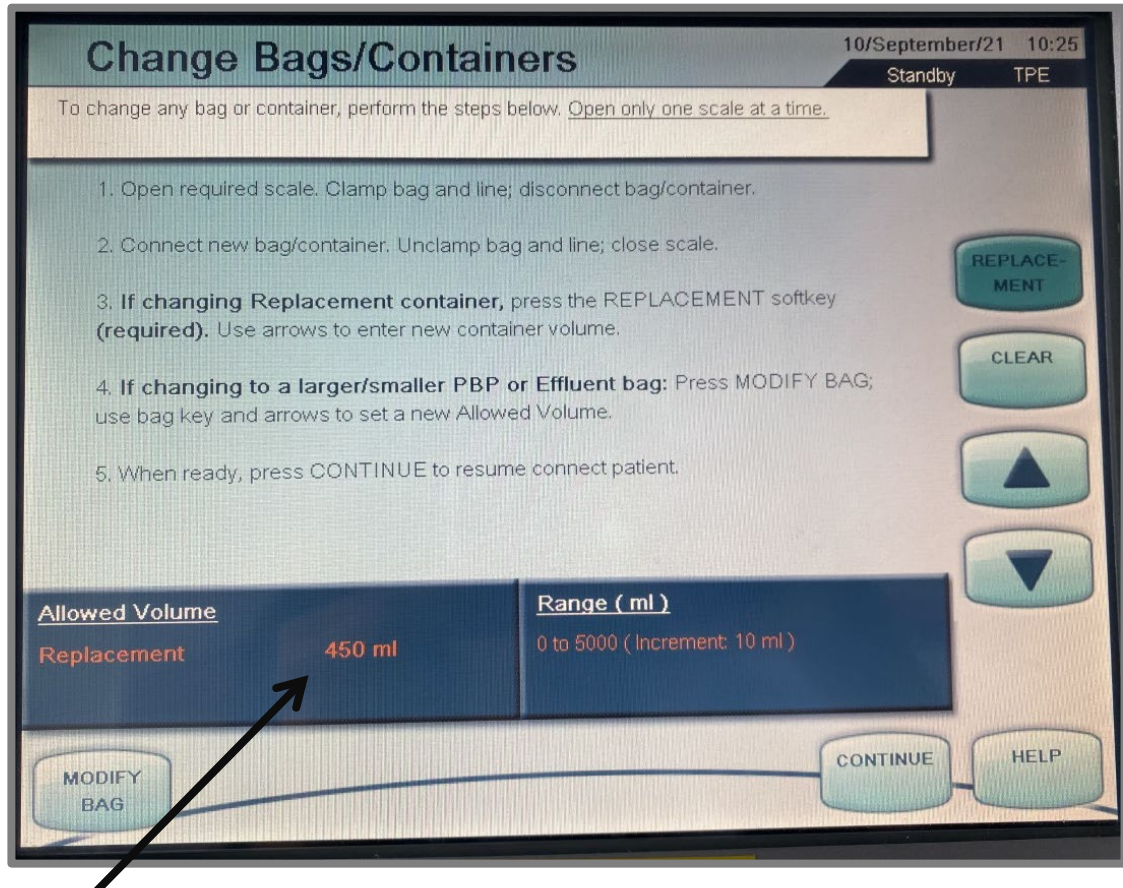 Change Bags/Containers
10/September/21 10:25
Standby TPE
To change any bag or container, perform the steps below. Open only one scale at a time.
1. Open required scale. Clamp bag and line; disconnect bag/container.
2. Connect new bag/container. Unclamp bag and line; close scale.
3. If changing Replacement container, press the REPLACEMENT softkey
(required). Use arrows to enter new container volume.
4. If changing to a larger/smaller PBP or Effluent bag: Press MODIFY BAG;
use bag key and arrows to set a new Allowed Volume.
5. When ready, press CONTINUE to resume connect patient.
REPLACE-
MENT
CLEAR
Allowed Volume
Replacement 450 ml
Range ( ml )
0 to 5000 ( Increment: 10 ml )
MODIFY
BAG
CONTINUE
HELP